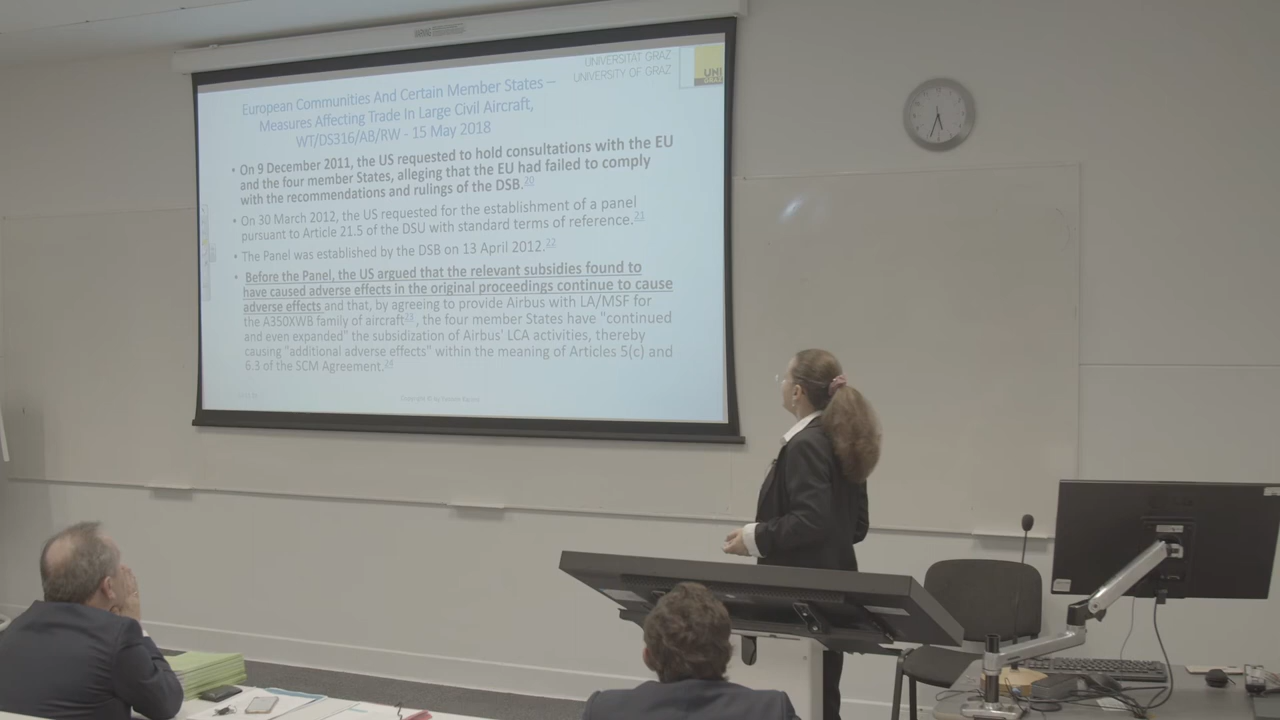 UNIVERSITÄT GRAZ
UNIVERSITY OF GRAZ
UNI
GRAZ
European Communities And Certain Member States –
Measures Affecting Trade In Large Civil Aircraft,
WT/DS316/AB/RW - 15 May 2018
• On 9 December 2011, the US requested to hold consultations with the EU
and the four member States, alleging that the EU had failed to comply
with the recommendations and rulings of the DSB.20
• On 30 March 2012, the US requested for the establishment of a panel
pursuant to Article 21.5 of the DSU with standard terms of reference.21
• The Panel was established by the DSB on 13 April 2012.22
• Before the Panel, the US argued that the relevant subsidies found to
have caused adverse effects in the original proceedings continue to cause
adverse effects and that, by agreeing to provide Airbus with LA/MSF for
the A350XWB family of aircraft23 , the four member States have "continued
and even expanded" the subsidization of Airbus' LCA activities, thereby
causing "additional adverse effects" within the meaning of Articles 5(c) and
6.3 of the SCM Agreement.24